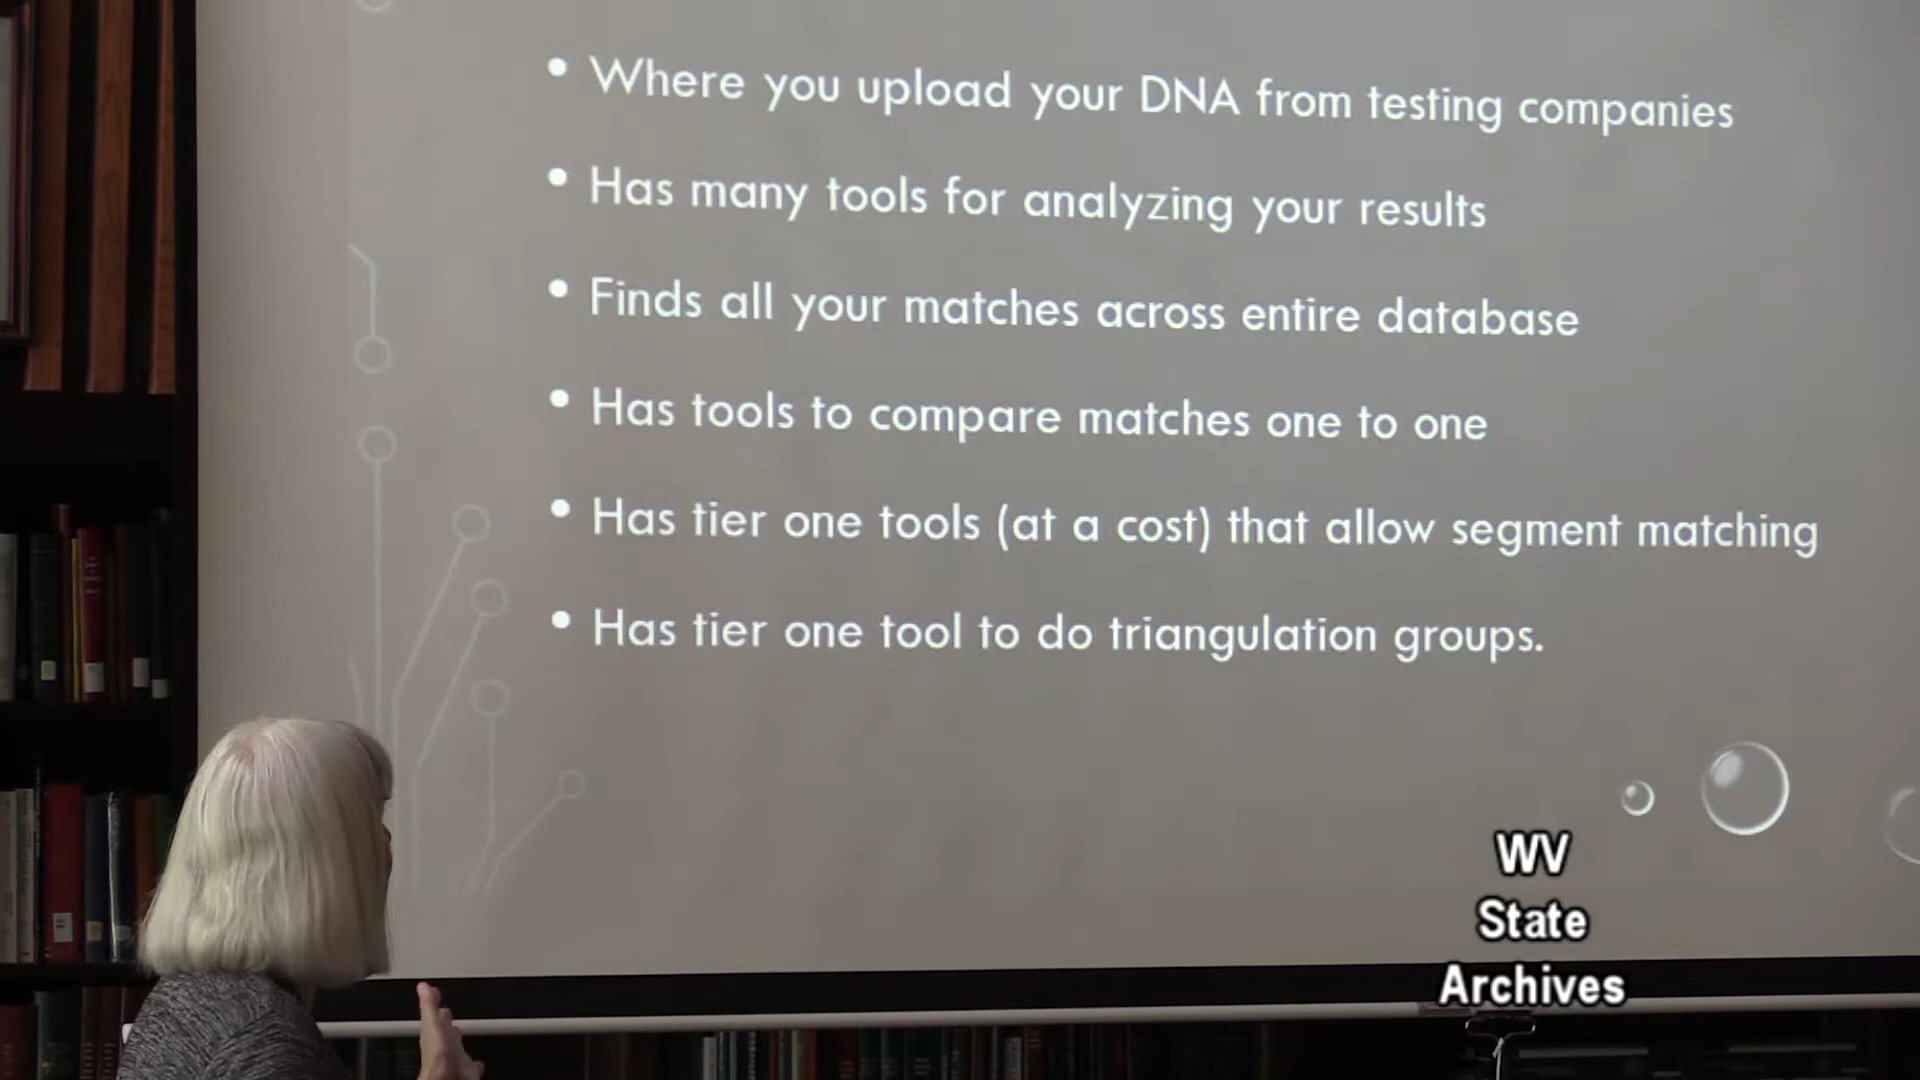 • Where you upload your DNA from testing companies
• Has many tools for analyzing your results
• Finds all your matches across entire database
• Has tools to compare matches one to one
• Has tier one tools (at a cost) that allow segment matching
• Has tier one tool to do triangulation groups.
WV
State
Archives